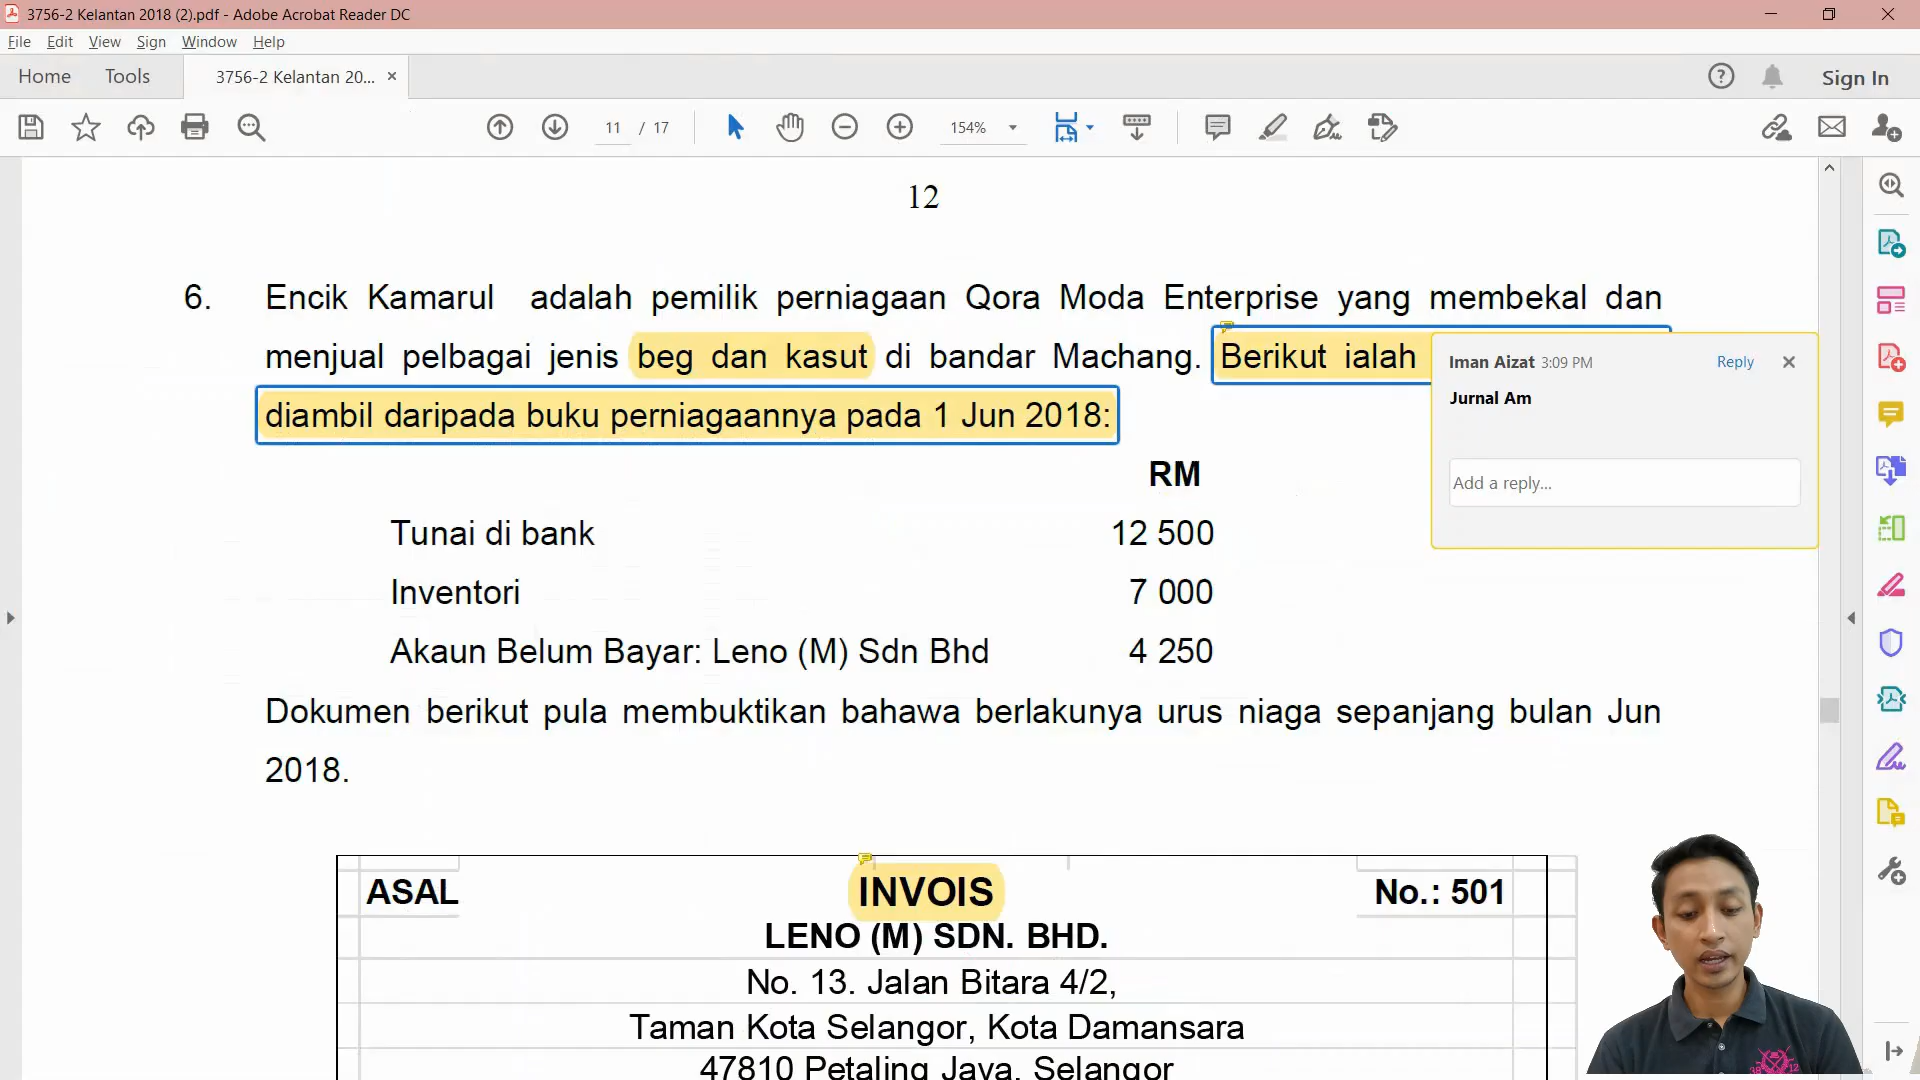 3756-2 Kelantan 2018 (2).pdf - Adobe Acrobat Reader DC
File Edit View Sign Window Help
Home Tools 3756-2 Kelantan 20... × Sign In
11 / 17 154%
12
6. Encik Kamarul adalah pemilik perniagaan Qora Moda Enterprise yang membekal dan
menjual pelbagai jenis beg dan kasut di bandar Machang. Berikut ialah
diambil daripada buku perniagaannya pada 1 Jun 2018:
Iman Aizat 3:09 PM Reply
Jurnal Am
Add a reply...
RM
Tunai di bank 12 500
Inventori 7 000
Akaun Belum Bayar: Leno (M) Sdn Bhd 4 250
Dokumen berikut pula membuktikan bahawa berlakunya urus niaga sepanjang bulan Jun
2018.
ASAL INVOIS No.: 501
LENO (M) SDN. BHD.
No. 13. Jalan Bitara 4/2,
Taman Kota Selangor, Kota Damansara
47810 Petaling Jaya, Selangor